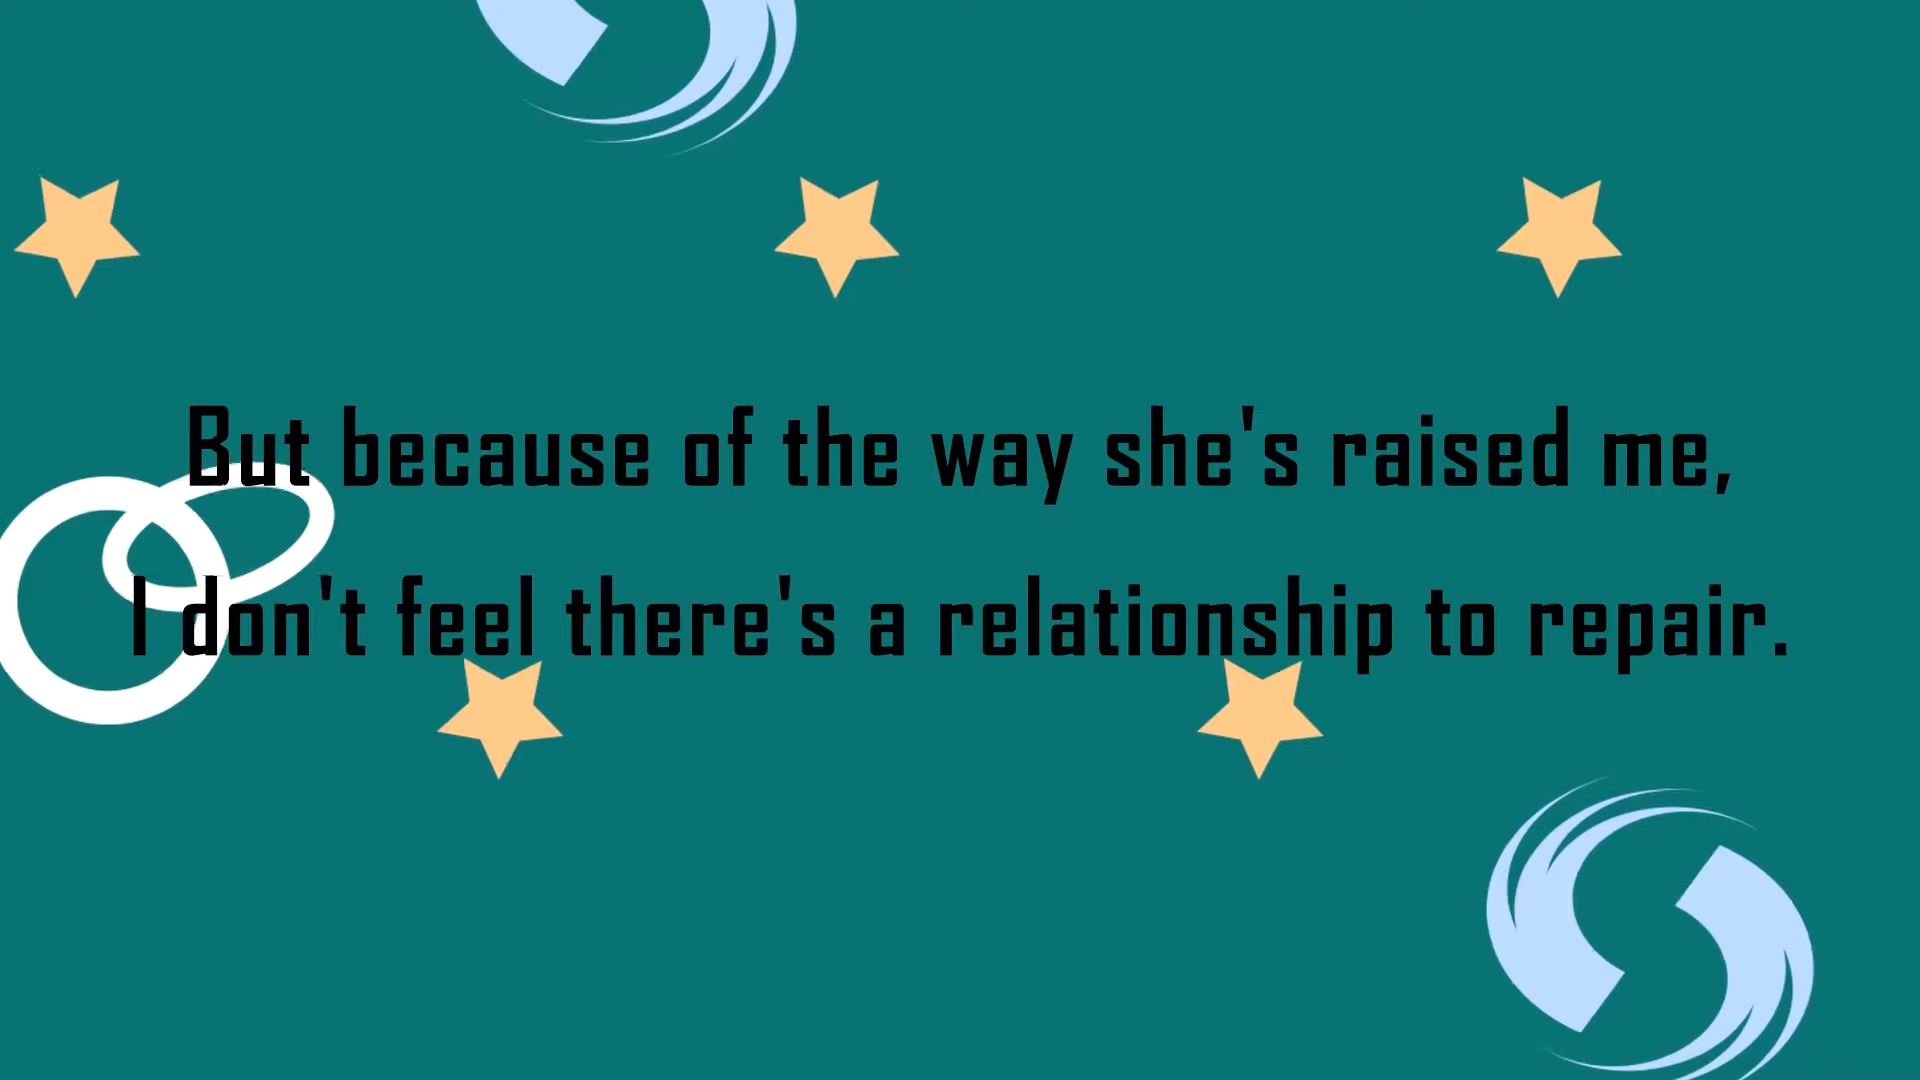 But because of the way she's raised me,
I don't feel there's a relationship to repair.